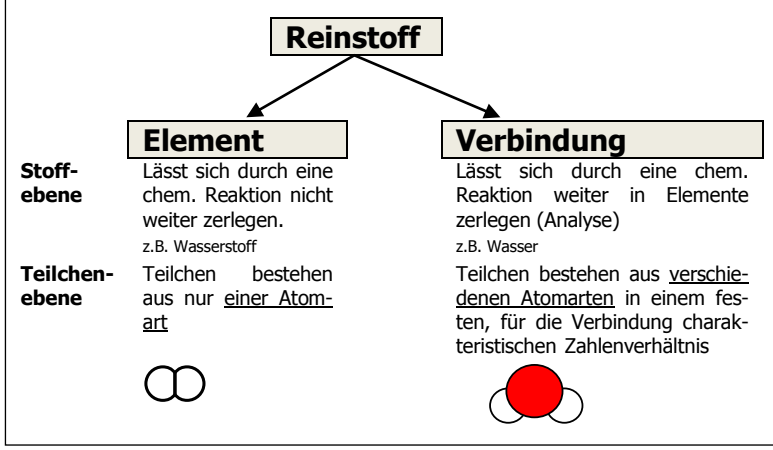 Reinstoff
Element
Verbindung
Stoff-
ebene
Lässt sich durch eine
chem. Reaktion nicht
weiter zerlegen.
z.B. Wasserstoff
Lässt sich durch eine chem.
Reaktion weiter in Elemente
zerlegen (Analyse)
z.B. Wasser
Teilchen-
ebene
Teilchen bestehen
aus nur einer Atom-
art
Teilchen bestehen aus verschie-
denen Atomarten in einem fes-
ten, für die Verbindung charak-
teristischen Zahlenverhältnis